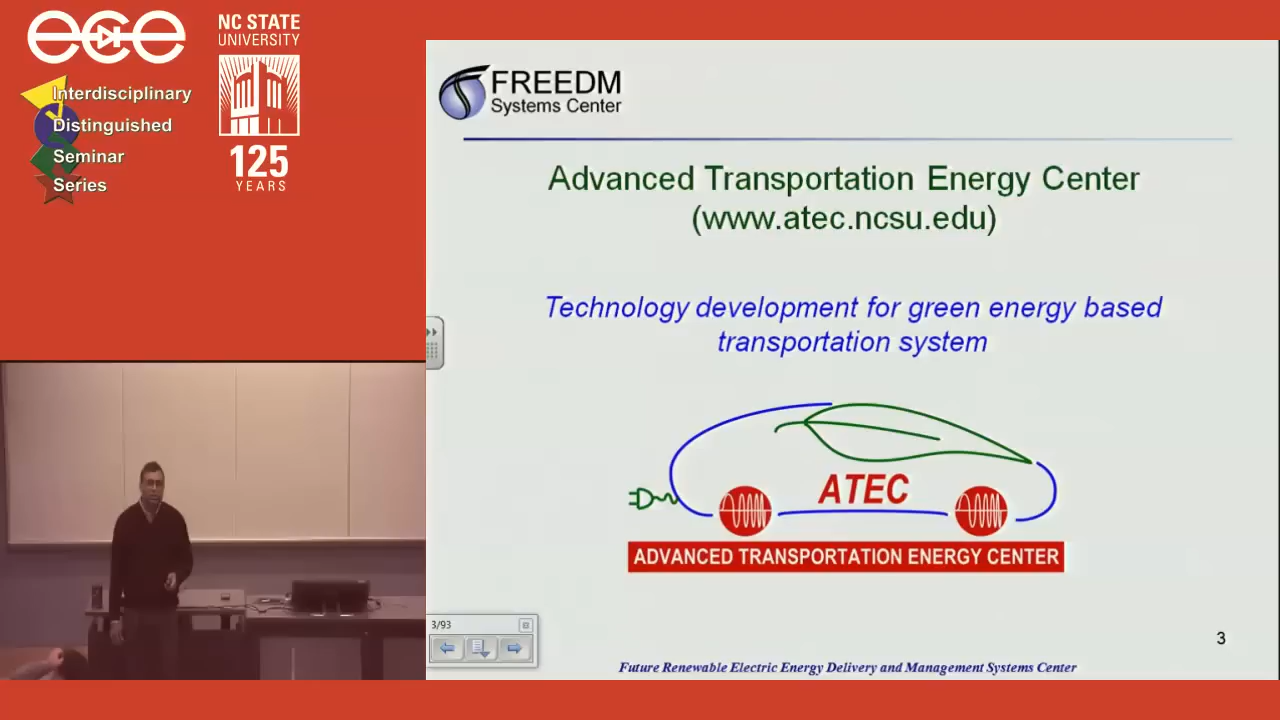 ece
NC STATE
UNIVERSITY
Interdisciplinary
Distinguished
Seminar
Series
125
YEARS
FREEDM
Systems Center
Advanced Transportation Energy Center
(www.atec.ncsu.edu)
Technology development for green energy based
transportation system
ATEC
ADVANCED TRANSPORTATION ENERGY CENTER
3/93
3
Future Renewable Electric Energy Delivery and Management Systems Center